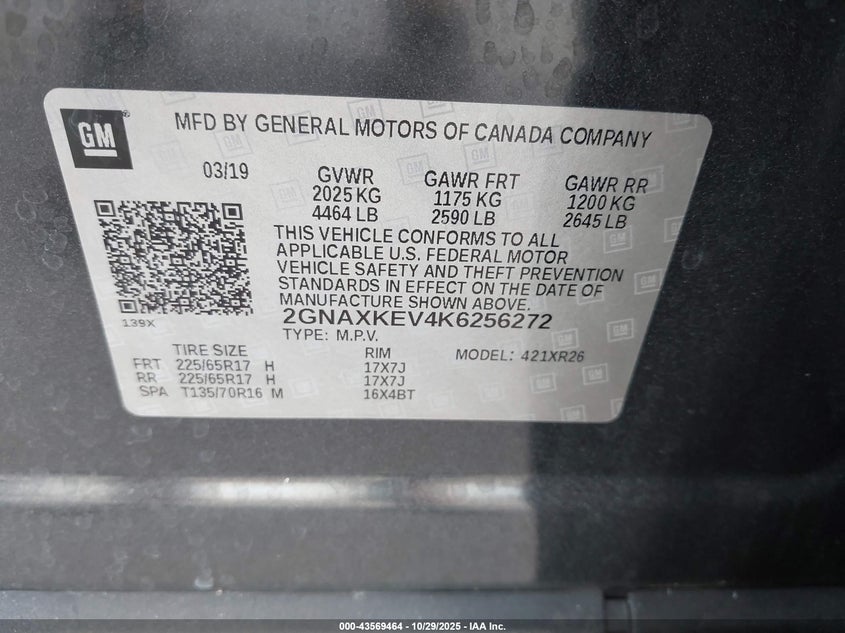 GM
MFD BY GENERAL MOTORS OF CANADA COMPANY
03/19
GVWR
2025 KG
4464 LB
GAWR FRT
1175 KG
2590 LB
GAWR RR
1200 KG
2645 LB
THIS VEHICLE CONFORMS TO ALL
APPLICABLE U.S. FEDERAL MOTOR
VEHICLE SAFETY AND THEFT PREVENTION
STANDARDS IN EFFECT ON THE DATE OF
MANUFACTURE SHOWN ABOVE.
139X
2GNAXKEV4K6256272
TYPE: M.P.V.
TIRE SIZE RIM MODEL: 421XR26
FRT 225/65R17 H 17X7J
RR 225/65R17 H 17X7J
SPA T135/70R16 M 16X4BT
000-43569464 | 10/29/2025 - IAA Inc.